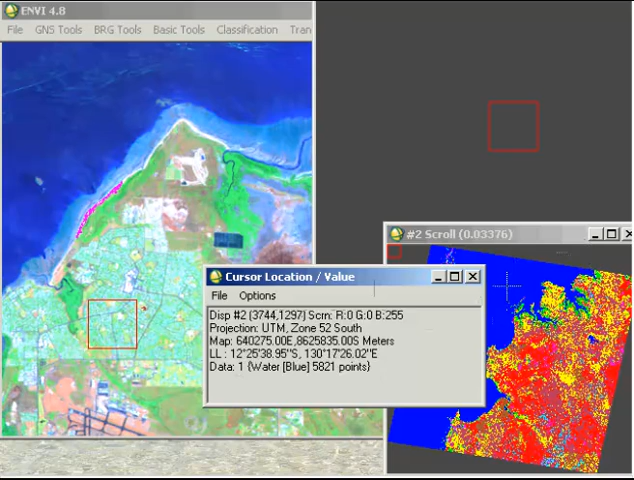 ENVI 4.8
File GNS Tools BRG Tools Basic Tools Classification Tran
#2 Scroll (0.03376)
Cursor Location / Value
File Options
Disp #2 (3744,1297) Scrn: R:0 G:0 B:255
Projection: UTM, Zone 52 South
Map: 640275.00E,8625835.00S Meters
LL : 12°25'38.95"S, 130°17'26.02"E
Data: 1 {Water [Blue] 5821 points}